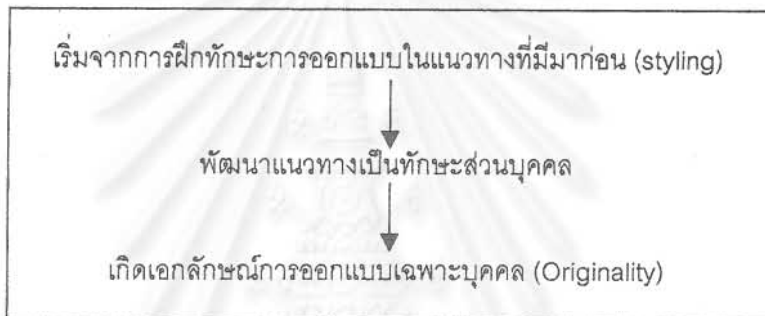 เริ่มจากการฝึกทักษะการออกแบบในแนวทางที่มีมาก่อน (styling)
พัฒนาแนวทางเป็นทักษะส่วนบุคคล
เกิดเอกลักษณ์การออกแบบเฉพาะบุคคล (Originality)